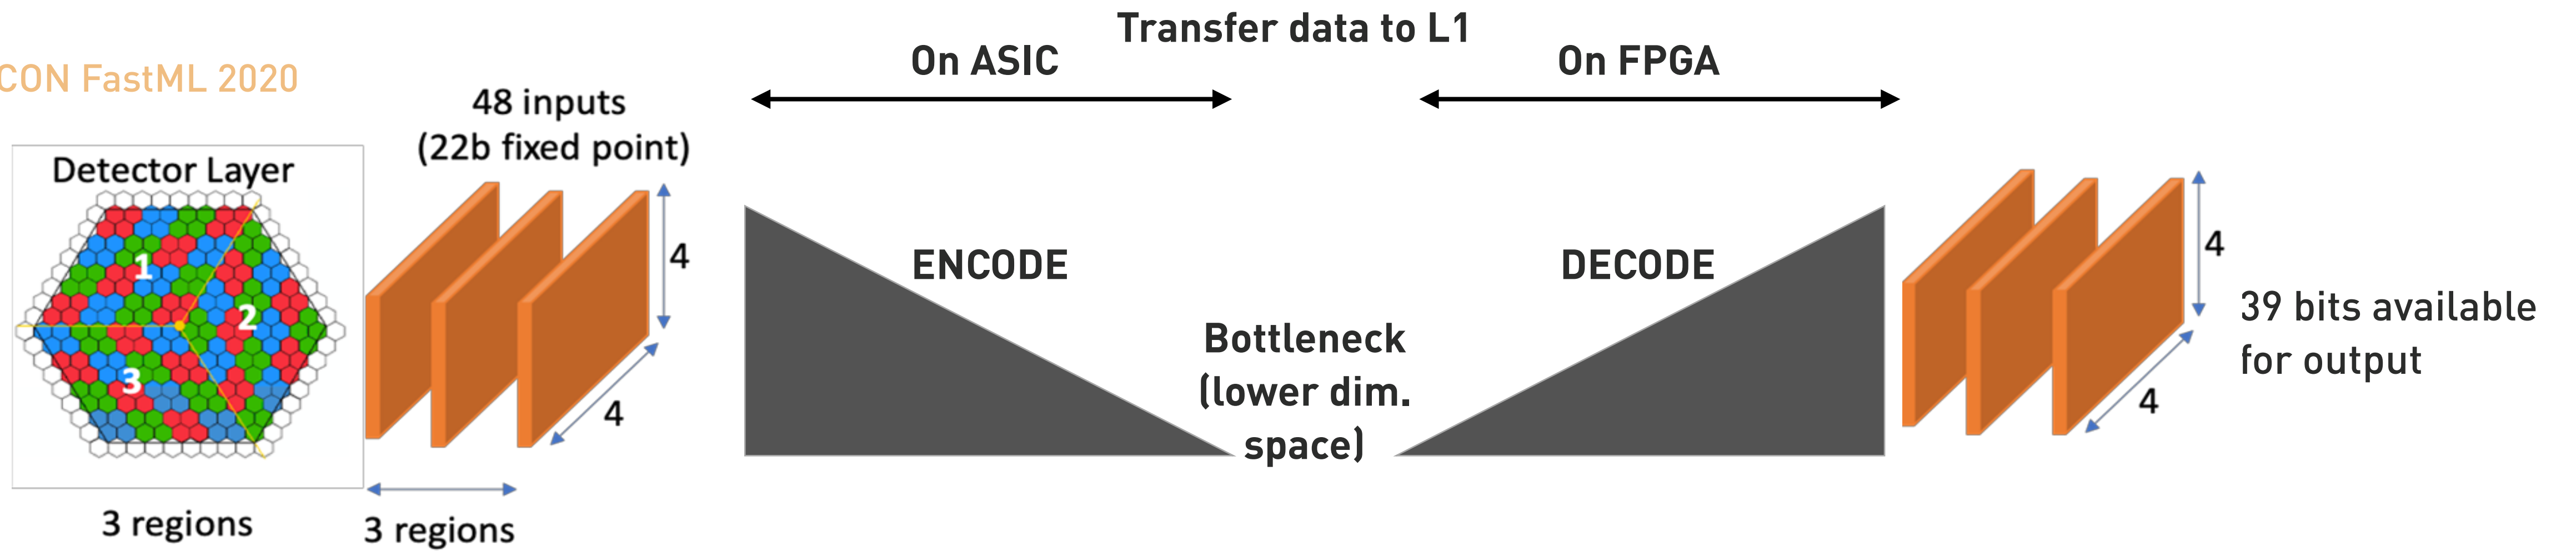 Transfer data to L1
On ASIC
On FPGA
CON FastML 2020
48 inputs
(22b fixed point)
Detector Layer
1
2
3
4
4
3 regions
3 regions
ENCODE
Bottleneck
(lower dim.
space)
DECODE
4
4
39 bits available
for output